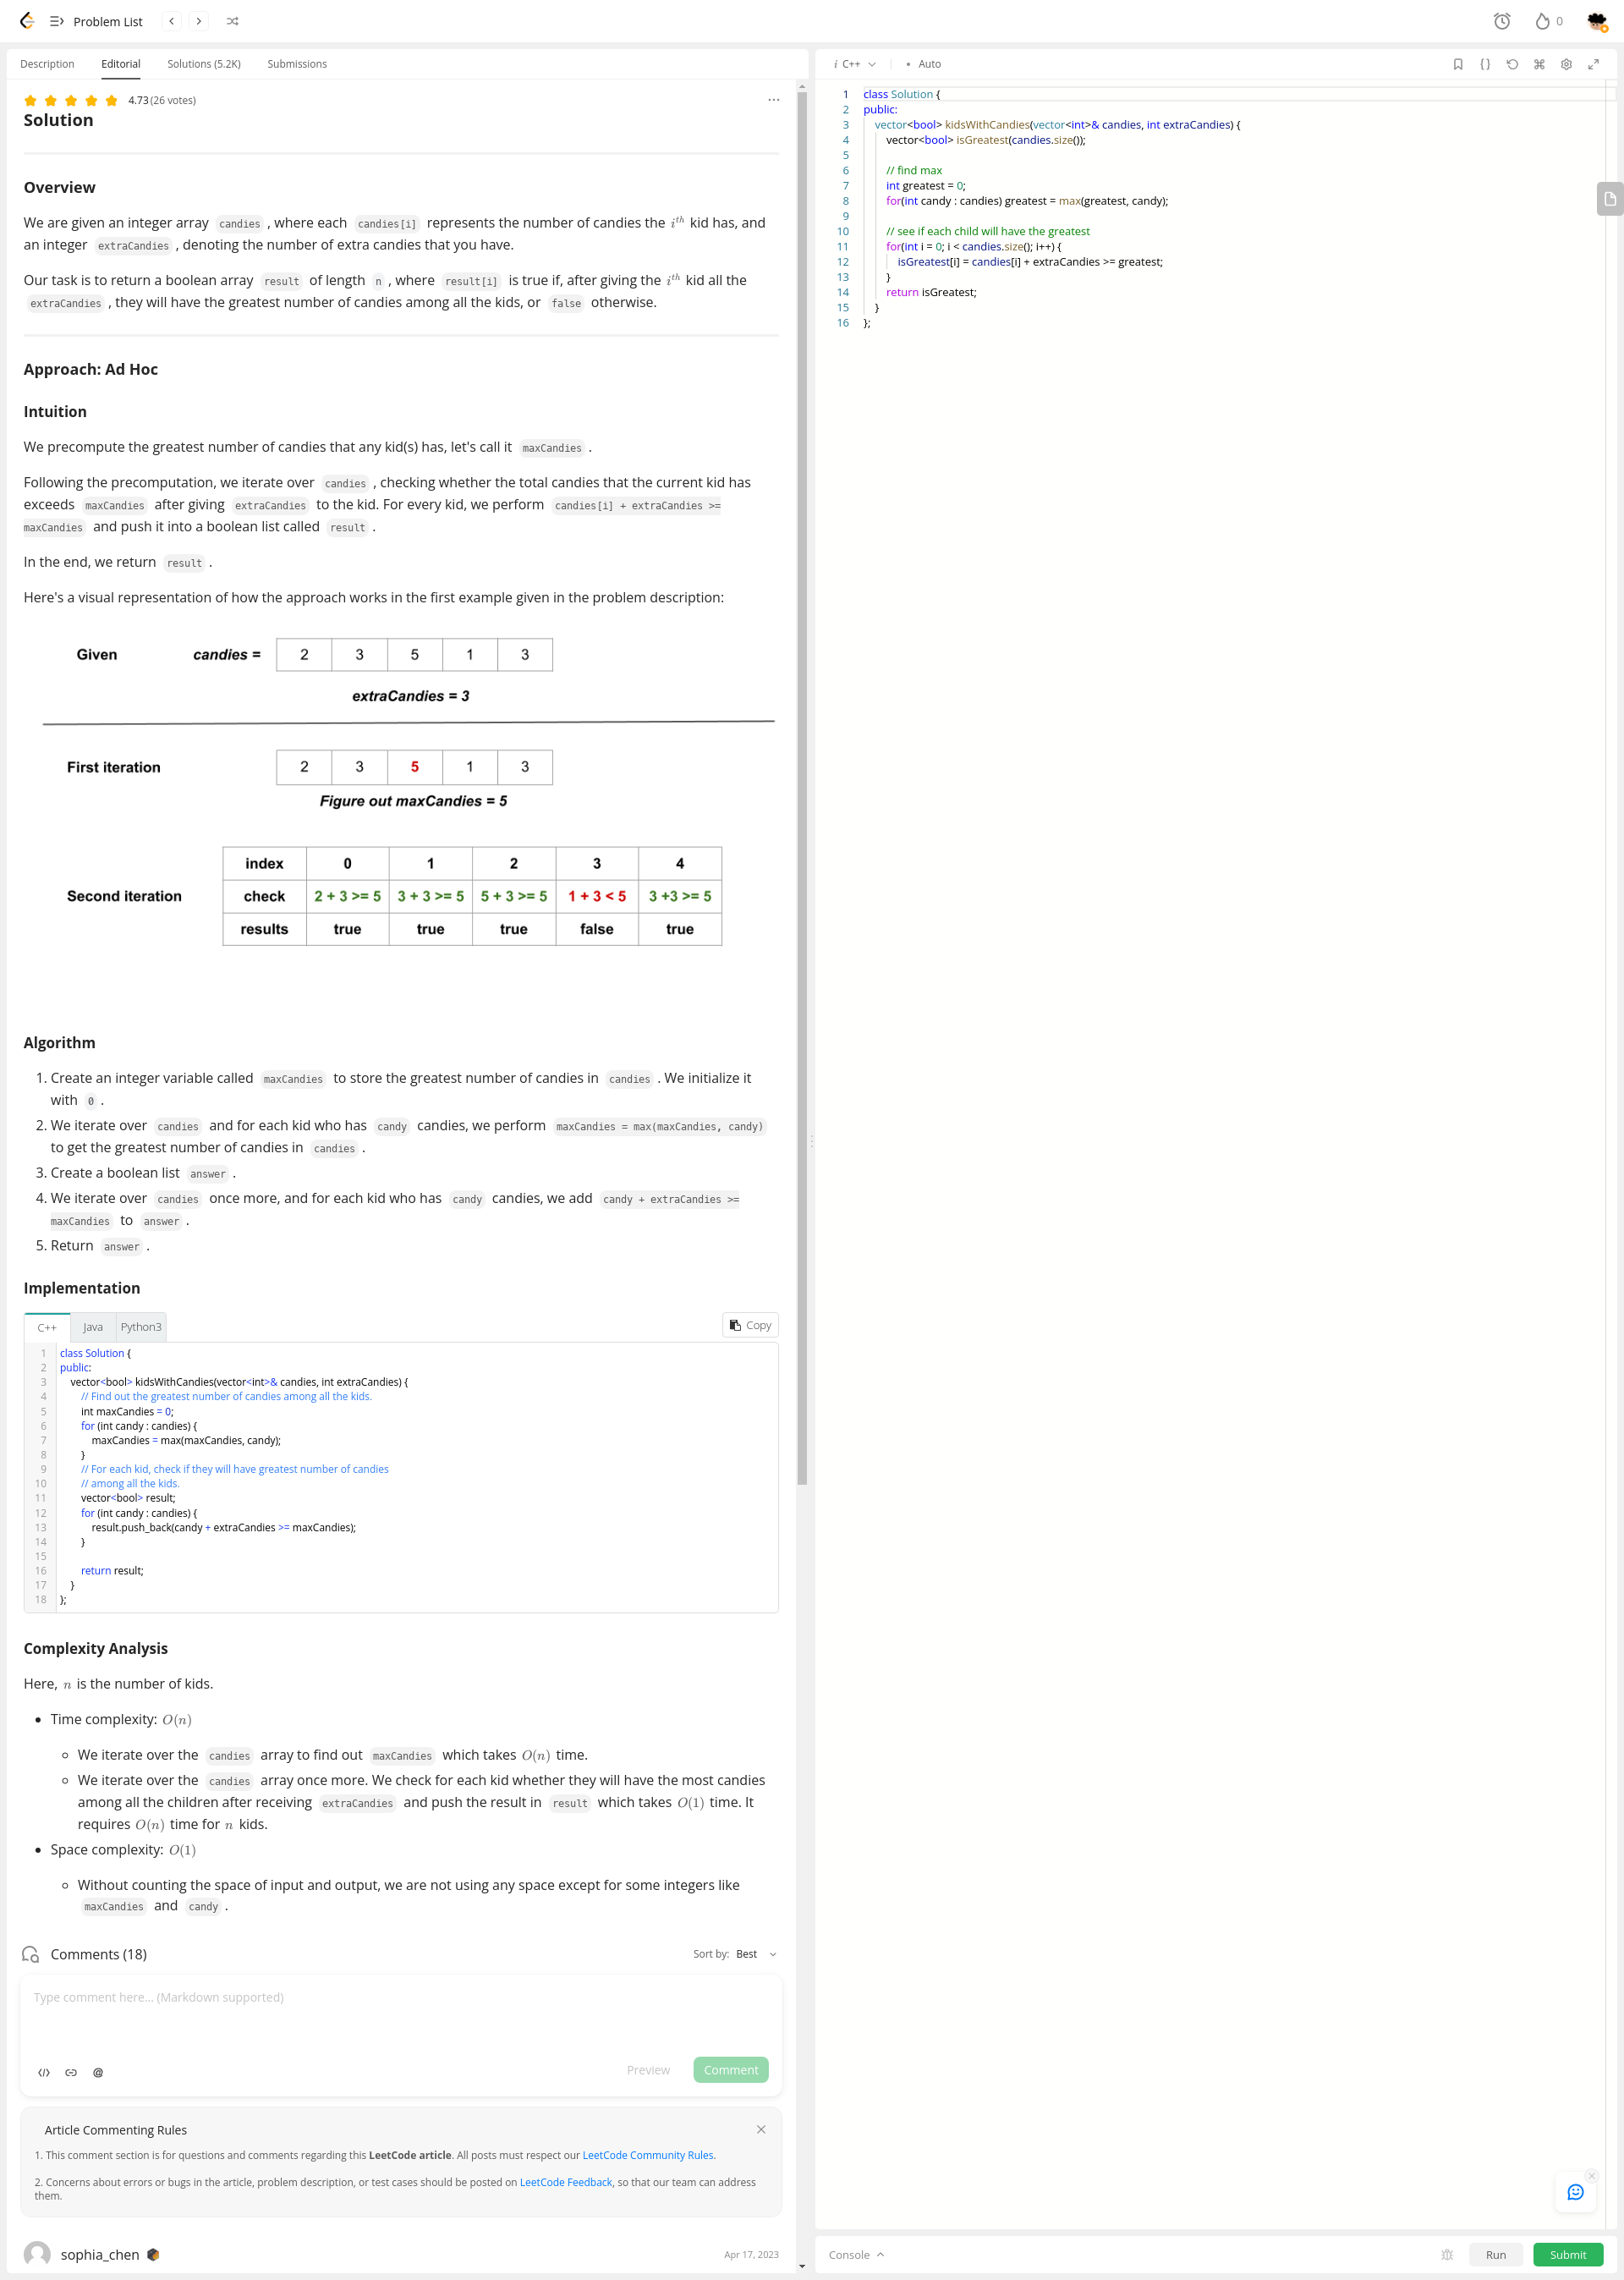 Problem List
0
Description Editorial Solutions (5.2K) Submissions
4.73 (26 votes)
Solution
Overview
We are given an integer array candies , where each candies[i] represents the number of candies the ith kid has, and
an integer extraCandies , denoting the number of extra candies that you have.
Our task is to return a boolean array result of length n , where result[i] is true if, after giving the ith kid all the
extraCandies , they will have the greatest number of candies among all the kids, or false otherwise.
Approach: Ad Hoc
Intuition
We precompute the greatest number of candies that any kid(s) has, let's call it maxCandies .
Following the precomputation, we iterate over candies , checking whether the total candies that the current kid has
exceeds maxCandies after giving extraCandies to the kid. For every kid, we perform candies[i] + extraCandies >=
maxCandies and push it into a boolean list called result .
In the end, we return result .
Here's a visual representation of how the approach works in the first example given in the problem description:
Given candies = 2 3 5 1 3
extraCandies = 3
First iteration 2 3 5 1 3
Figure out maxCandies = 5
index 0 1 2 3 4
Second iteration check 2 + 3 >= 5 3 + 3 >= 5 5 + 3 >= 5 1 + 3 < 5 3 +3 >= 5
results true true true false true
Algorithm
1. Create an integer variable called maxCandies to store the greatest number of candies in candies . We initialize it
with 0 .
2. We iterate over candies and for each kid who has candy candies, we perform maxCandies = max(maxCandies, candy)
to get the greatest number of candies in candies .
3. Create a boolean list answer .
4. We iterate over candies once more, and for each kid who has candy candies, we add candy + extraCandies >=
maxCandies to answer .
5. Return answer .
Implementation
C++ Java Python3 Copy
1 class Solution {
2 public:
3 vector<bool> kidsWithCandies(vector<int>& candies, int extraCandies) {
4 // Find out the greatest number of candies among all the kids.
5 int maxCandies = 0;
6 for (int candy : candies) {
7 maxCandies = max(maxCandies, candy);
8 }
9 // For each kid, check if they will have greatest number of candies
10 // among all the kids.
11 vector<bool> result;
12 for (int candy : candies) {
13 result.push_back(candy + extraCandies >= maxCandies);
14 }
15
16 return result;
17 }
18 };
Complexity Analysis
Here, n is the number of kids.
• Time complexity: O(n)
◦ We iterate over the candies array to find out maxCandies which takes O(n) time.
◦ We iterate over the candies array once more. We check for each kid whether they will have the most candies
among all the children after receiving extraCandies and push the result in result which takes O(1) time. It
requires O(n) time for n kids.
• Space complexity: O(1)
◦ Without counting the space of input and output, we are not using any space except for some integers like
maxCandies and candy .
Comments (18) Sort by: Best
Type comment here... (Markdown supported)
Preview Comment
Article Commenting Rules
1. This comment section is for questions and comments regarding this LeetCode article. All posts must respect our LeetCode Community Rules.
2. Concerns about errors or bugs in the article, problem description, or test cases should be posted on LeetCode Feedback, so that our team can address
them.
sophia_chen Apr 17, 2023
i C++ • Auto
1 class Solution {
2 public:
3 vector<bool> kidsWithCandies(vector<int>& candies, int extraCandies) {
4 vector<bool> isGreatest(candies.size());
5
6 // find max
7 int greatest = 0;
8 for(int candy : candies) greatest = max(greatest, candy);
9
10 // see if each child will have the greatest
11 for(int i = 0; i < candies.size(); i++) {
12 isGreatest[i] = candies[i] + extraCandies >= greatest;
13 }
14 return isGreatest;
15 }
16 };
Console Run Submit